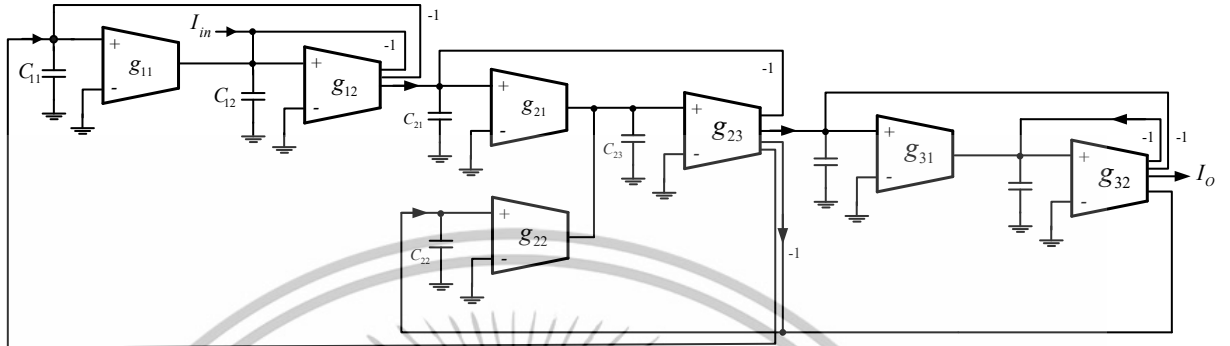 -1
I_in
-1
+
g_11
-
C_11
C_12
+
g_12
-
-1
+
g_21
-
C_21
C_23
+
g_23
-
+
g_31
-
-1
-1
+
g_32
-
I_O
+
g_22
-
C_22
-1